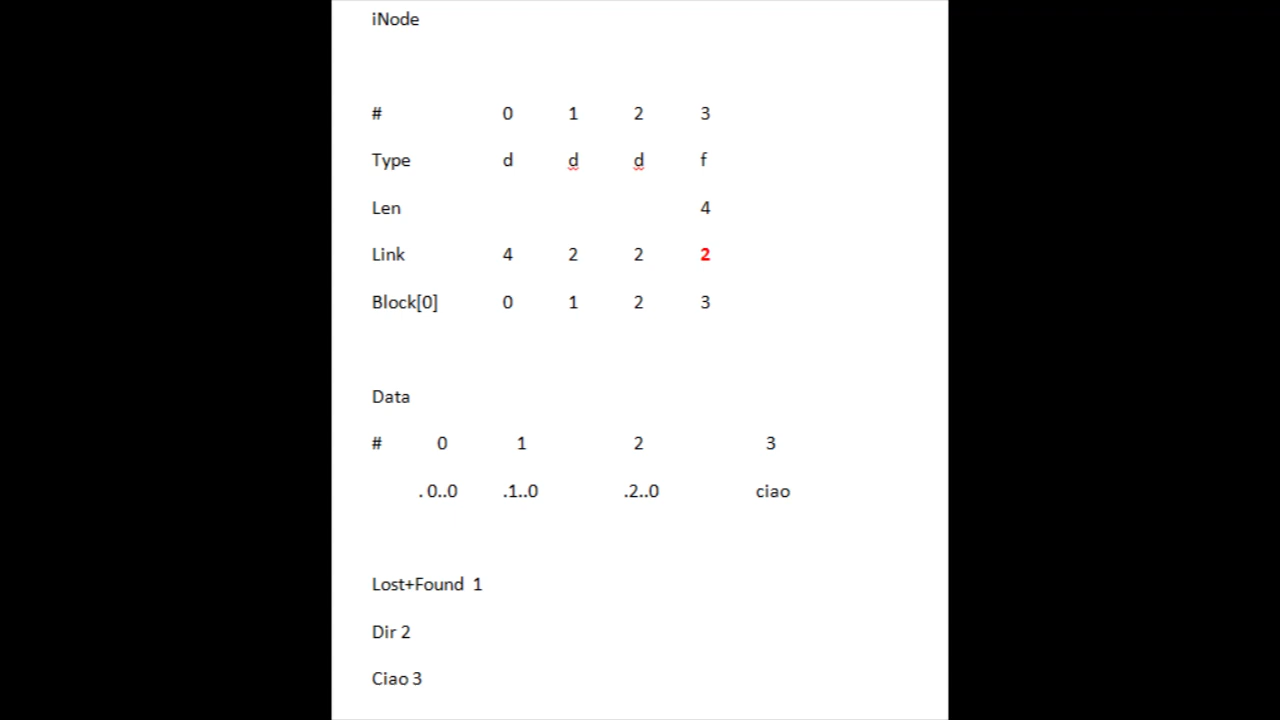 iNode
# 0 1 2 3
Type d d d f
Len 4
Link 4 2 2 2
Block[0] 0 1 2 3
Data
# 0 1 2 3
. 0..0 .1..0 .2..0 ciao
Lost+Found 1
Dir 2
Ciao 3